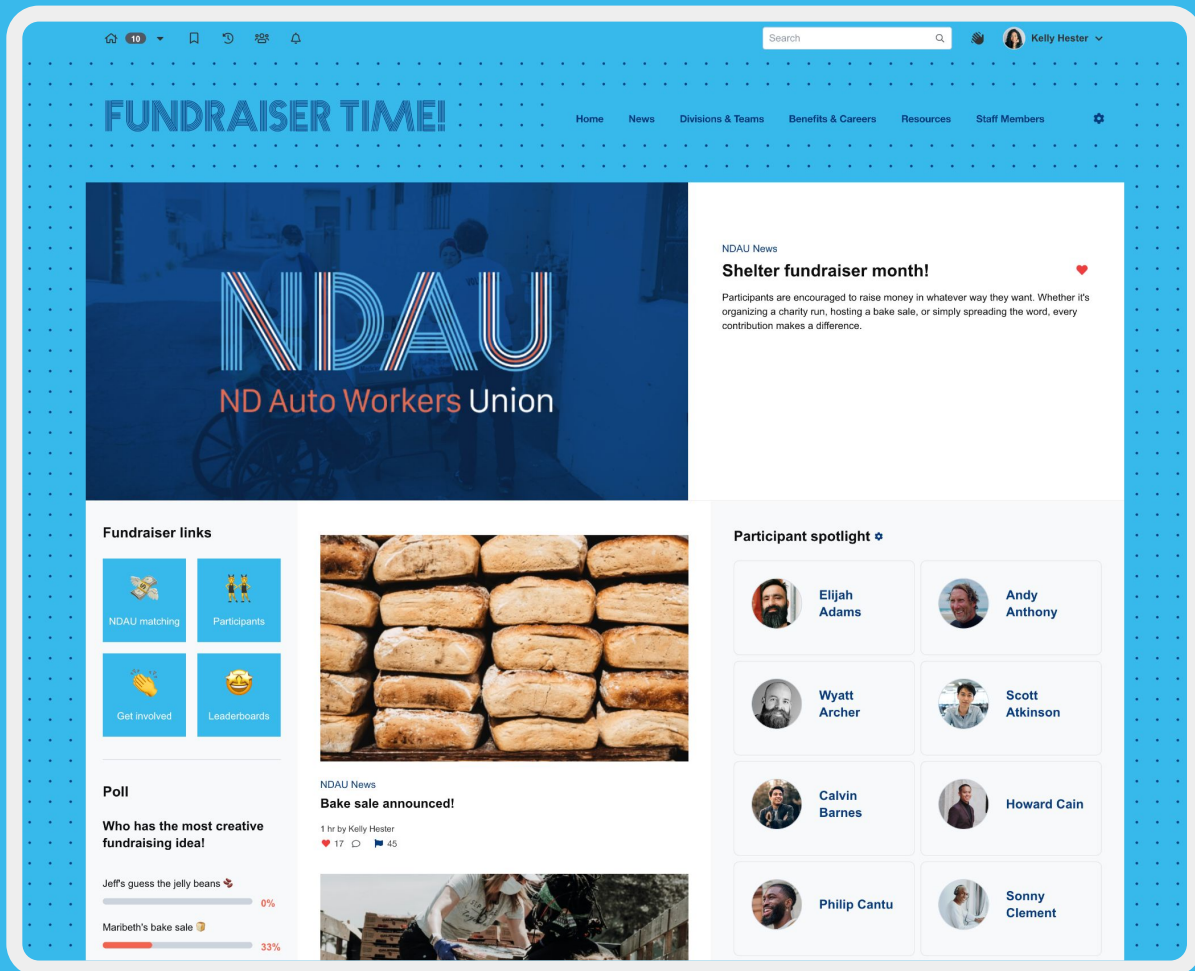 10
Search
Kelly Hester
FUNDRAISER TIME!
Home News Divisions & Teams Benefits & Careers Resources Staff Members
NDAU
ND Auto Workers Union
NDAU News
Shelter fundraiser month!
Participants are encouraged to raise money in whatever way they want. Whether it's
organizing a charity run, hosting a bake sale, or simply spreading the word, every
contribution makes a difference.
Fundraiser links
NDAU matching
Participants
Get involved
Leaderboards
Poll
Who has the most creative
fundraising idea!
Jeff's guess the jelly beans
0%
Maribeth's bake sale
33%
NDAU News
Bake sale announced!
1 hr by Kelly Hester
17 45
Participant spotlight
Elijah
Adams
Andy
Anthony
Wyatt
Archer
Scott
Atkinson
Calvin
Barnes
Howard Cain
Philip Cantu
Sonny
Clement